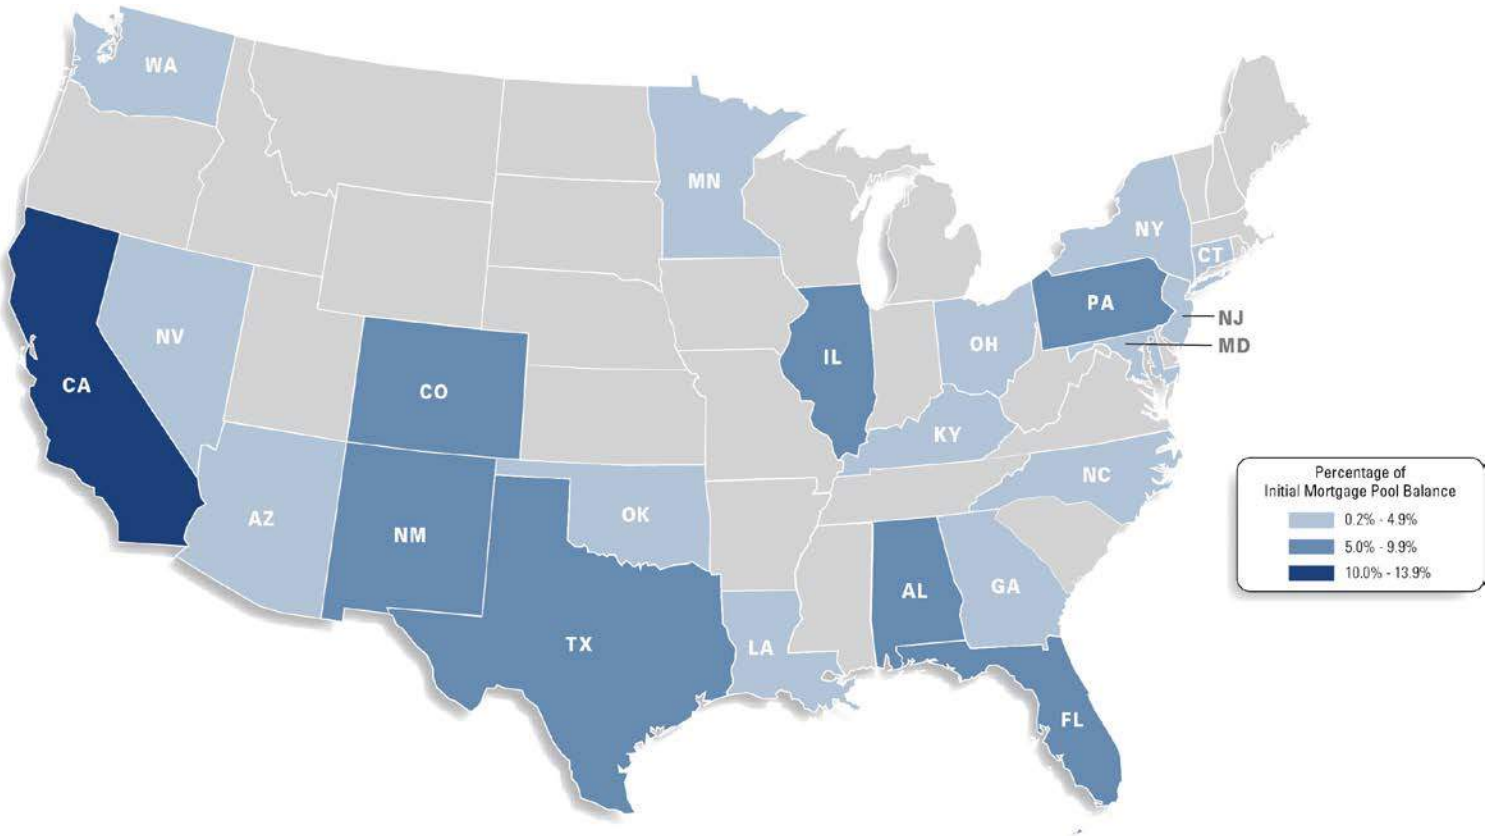 WA
MN
NY
CT
PA
NJ
MD
NV
IL
OH
CA
CO
KY
NC
AZ
OK
NM
AL
GA
TX
LA
FL
Percentage of
Initial Mortgage Pool Balance
0.2% - 4.9%
5.0% - 9.9%
10.0% - 13.9%